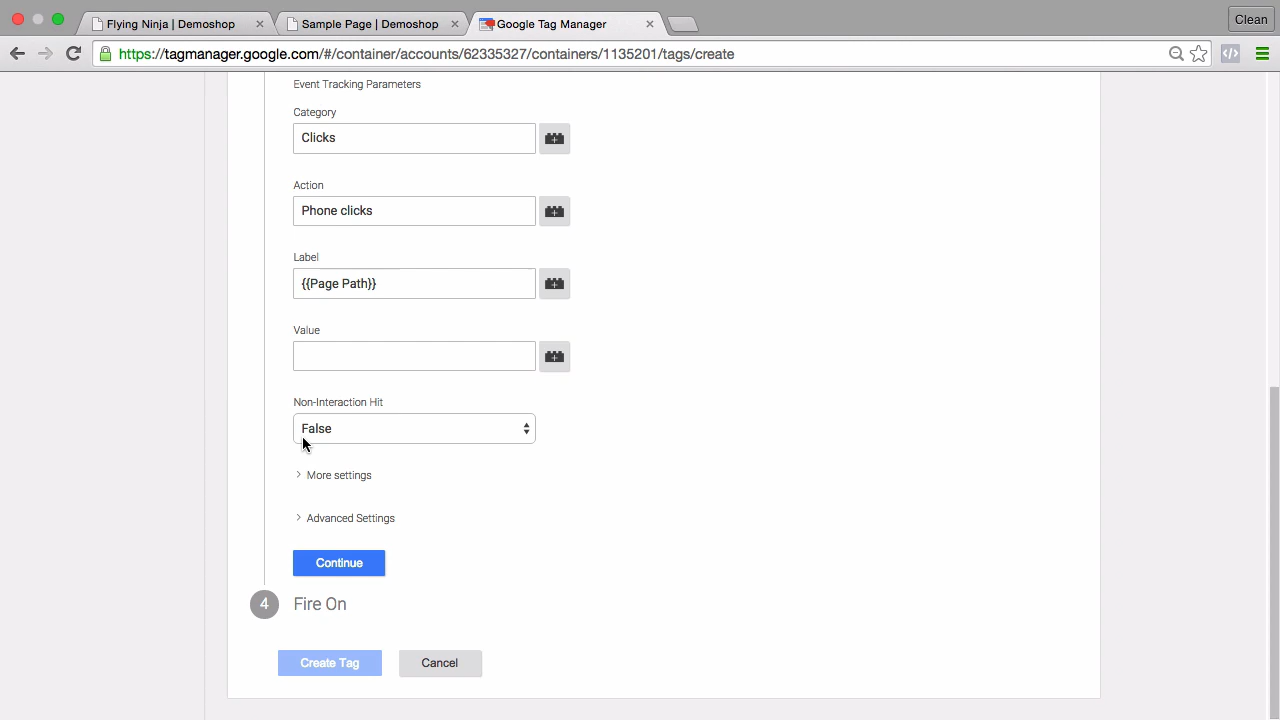 Flying Ninja | Demoshop
Sample Page | Demoshop
Google Tag Manager
Clean
https://tagmanager.google.com/#/container/accounts/62335327/containers/1135201/tags/create
Event Tracking Parameters
Category
Clicks
Action
Phone clicks
Label
{{Page Path}}
Value
Non-Interaction Hit
False
More settings
Advanced Settings
Continue
4 Fire On
Create Tag Cancel